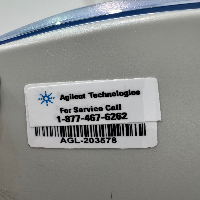 Agilent Technologies
For Service Call
1-877-467-6262
AGL-203578